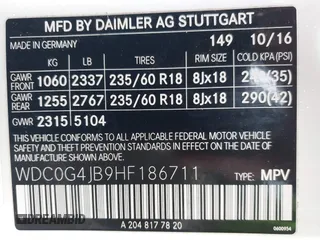 MFD BY DAIMLER AG STUTTGART
MADE IN GERMANY 149 10/16
KG LB TIRES RIM SIZE COLD KPA (PSI)
GAWR FRONT 1060 2337 235/60 R18 8Jx18 (35)
GAWR REAR 1255 2767 235/60 R18 8Jx18 290(42)
GVWR 2315 5104
THIS VEHICLE CONFORMS TO ALL APPLICABLE
FEDERAL MOTOR VEHICLE SAFETY, BUMPER
AND THEFT PREVENTION STANDARDS IN EFFECT
ON THE DATE OF MANUFACTURE SHOWN ABOVE.
WDC0G4JB9HF186711 TYPE: MPV
A 204 817 78 20
0600954